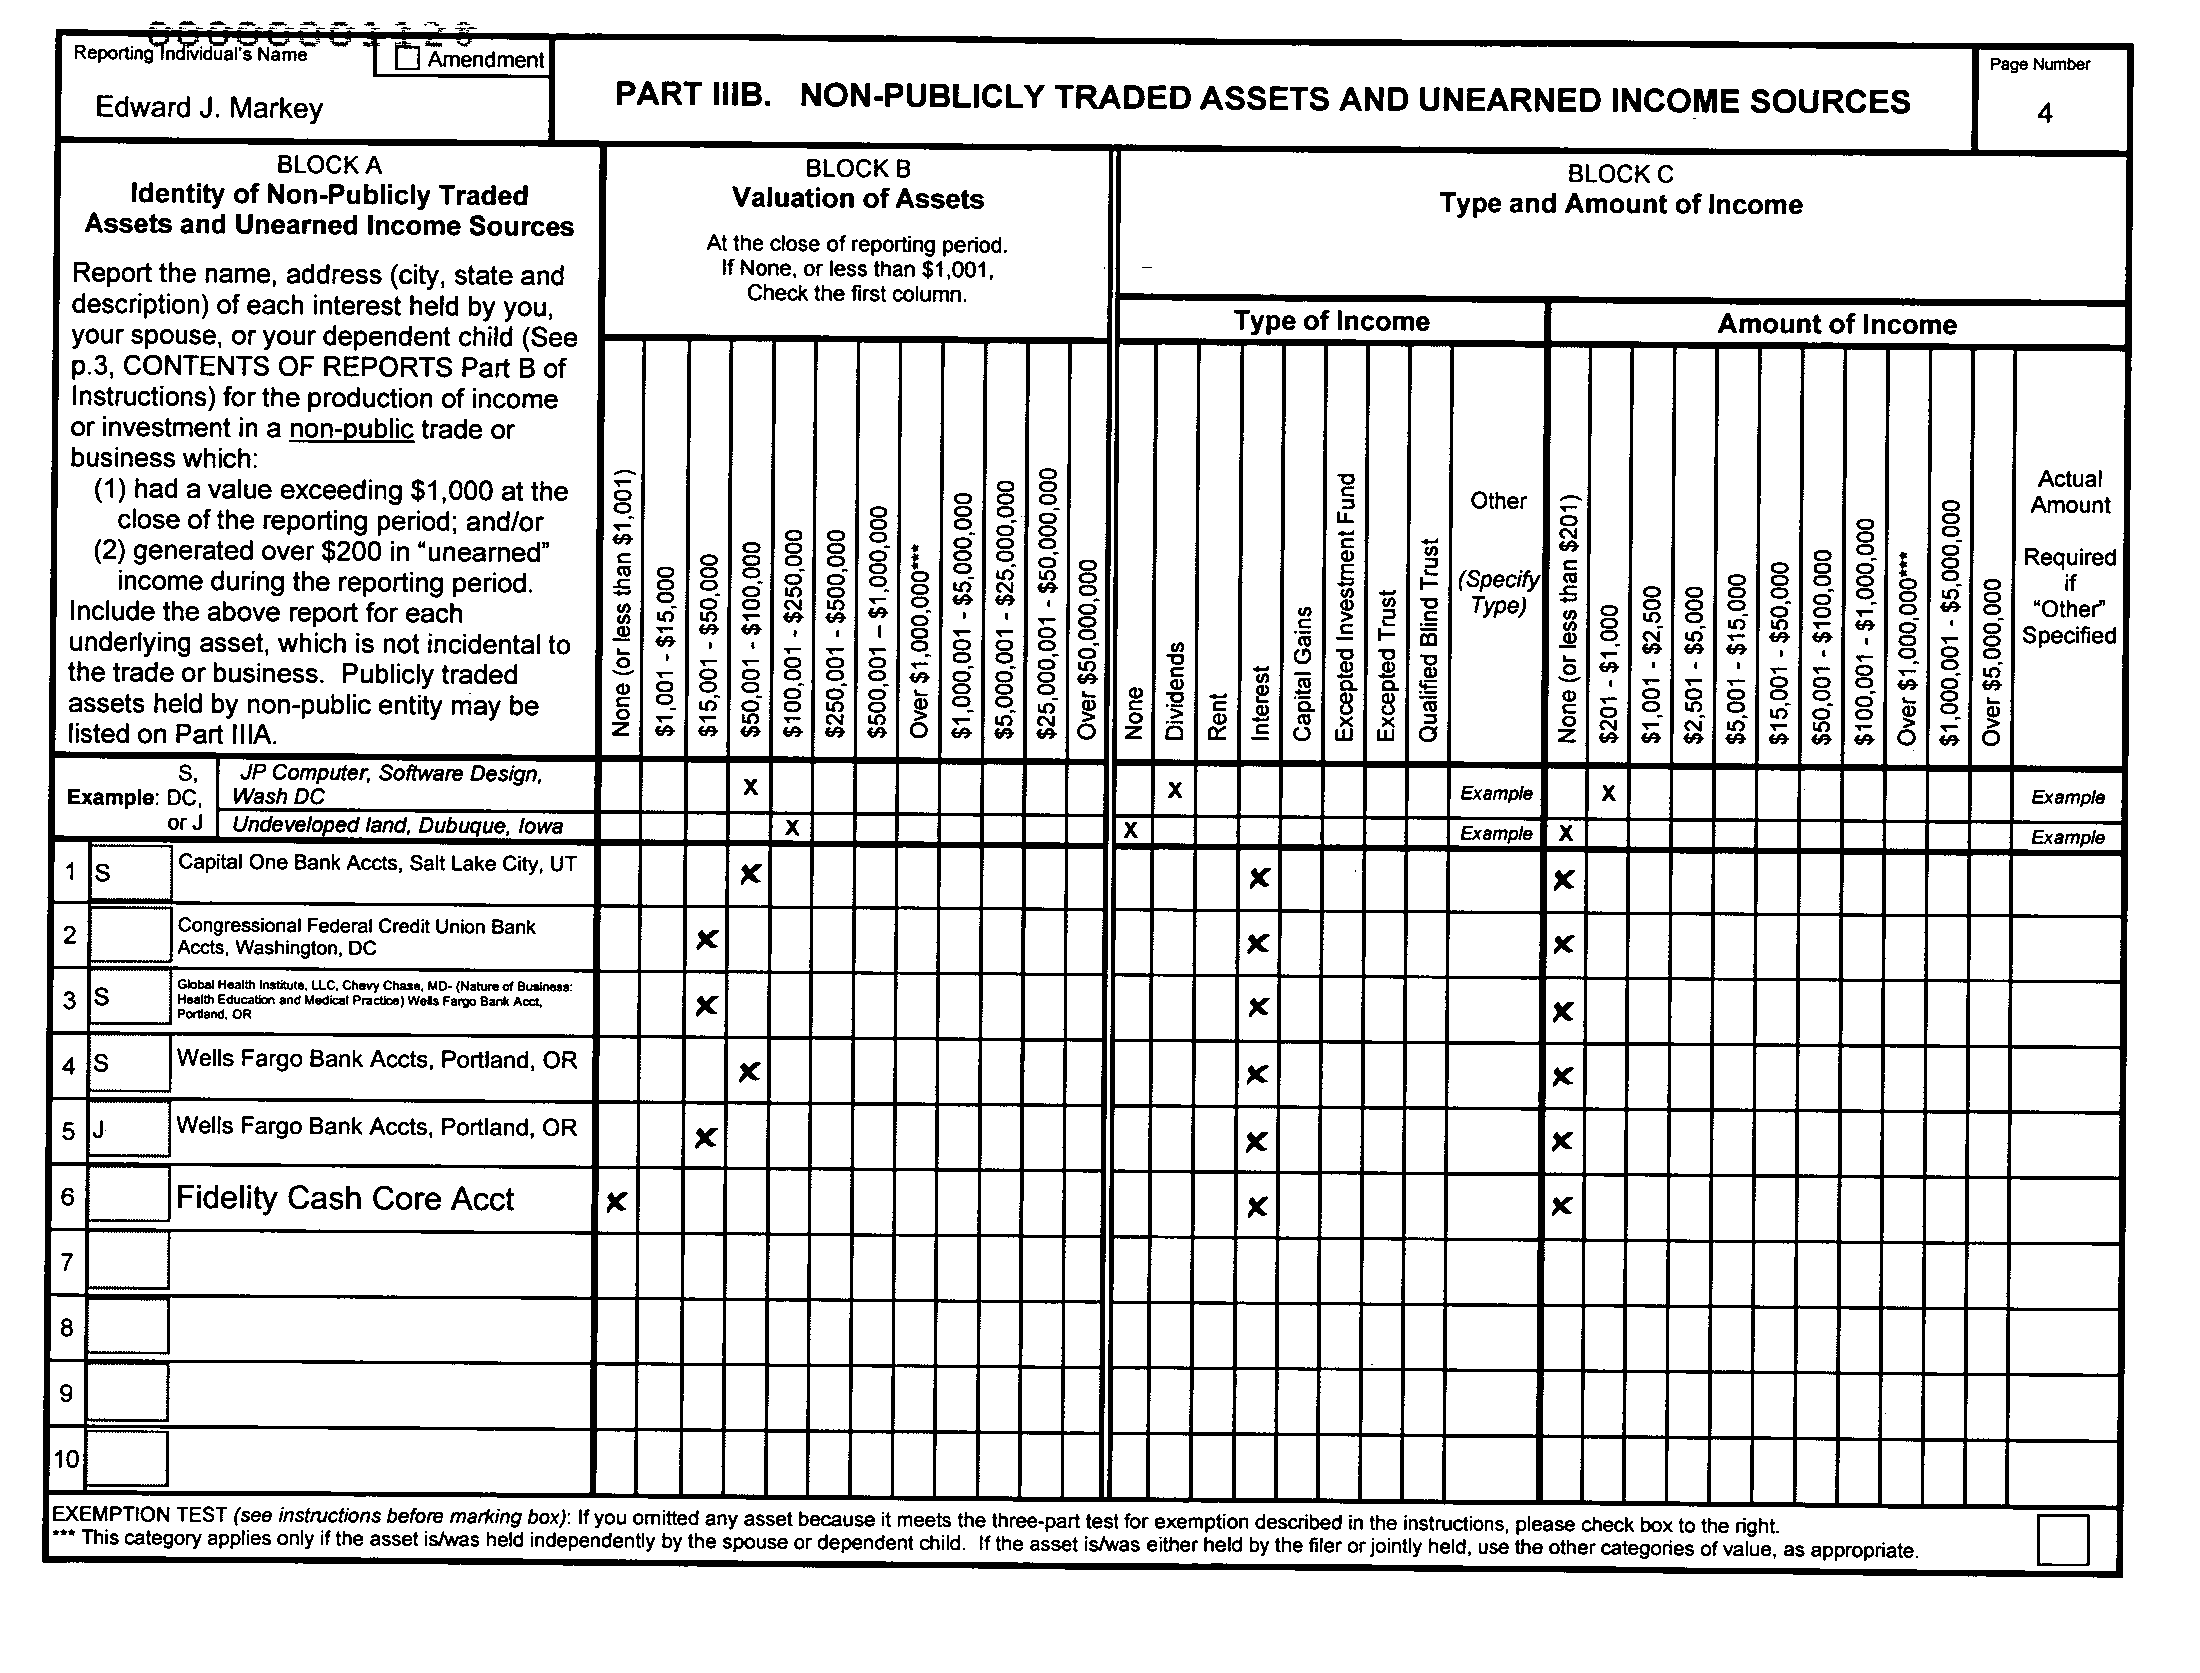 0000001128
Reporting Individual's Name
Amendment
Edward J. Markey
PART IIIB. NON-PUBLICLY TRADED ASSETS AND UNEARNED INCOME SOURCES
Page Number
4
BLOCK A
Identity of Non-Publicly Traded
Assets and Unearned Income Sources
Report the name, address (city, state and
description) of each interest held by you,
your spouse, or your dependent child (See
p.3, CONTENTS OF REPORTS Part B of
Instructions) for the production of income
or investment in a non-public trade or
business which:
(1) had a value exceeding $1,000 at the
close of the reporting period; and/or
(2) generated over $200 in "unearned"
income during the reporting period.
Include the above report for each
underlying asset, which is not incidental to
the trade or business. Publicly traded
assets held by non-public entity may be
listed on Part IIIA.
BLOCK B
Valuation of Assets
At the close of reporting period.
If None, or less than $1,001,
Check the first column.
None (or less than $1,001)
$1,001 - $15,000
$15,001 - $50,000
$50,001 - $100,000
$100,001 - $250,000
$250,001 - $500,000
$500,001 – $1,000,000
Over $1,000,000***
$1,000,001 - $5,000,000
$5,000,001 - $25,000,000
$25,000,001 - $50,000,000
Over $50,000,000
BLOCK C
Type and Amount of Income
Type of Income
None
Dividends
Rent
Interest
Capital Gains
Excepted Investment Fund
Excepted Trust
Qualified Blind Trust
Other
(Specify
Type)
Amount of Income
None (or less than $201)
$201 - $1,000
$1,001 - $2,500
$2,501 - $5,000
$5,001 - $15,000
$15,001 - $50,000
$50,001 - $100,000
$100,001 - $1,000,000
Over $1,000,000***
$1,000,001 - $5,000,000
Over $5,000,000
Actual
Amount
Required
if
"Other"
Specified
Example: S, DC, or J
JP Computer, Software Design,
Wash DC
X X Example X Example
Undeveloped land, Dubuque, Iowa
X X Example X Example
1 S Capital One Bank Accts, Salt Lake City, UT x x x
2 Congressional Federal Credit Union Bank
Accts, Washington, DC x x x
3 S Global Health Institute, LLC, Chevy Chase, MD- (Nature of Business:
Health Education and Medical Practice) Wells Fargo Bank Acct,
Portland, OR x x x
4 S Wells Fargo Bank Accts, Portland, OR x x x
5 J Wells Fargo Bank Accts, Portland, OR x x x
6 Fidelity Cash Core Acct x x x
7
8
9
10
EXEMPTION TEST (see instructions before marking box): If you omitted any asset because it meets the three-part test for exemption described in the instructions, please check box to the right.
*** This category applies only if the asset is/was held independently by the spouse or dependent child. If the asset is/was either held by the filer or jointly held, use the other categories of value, as appropriate.